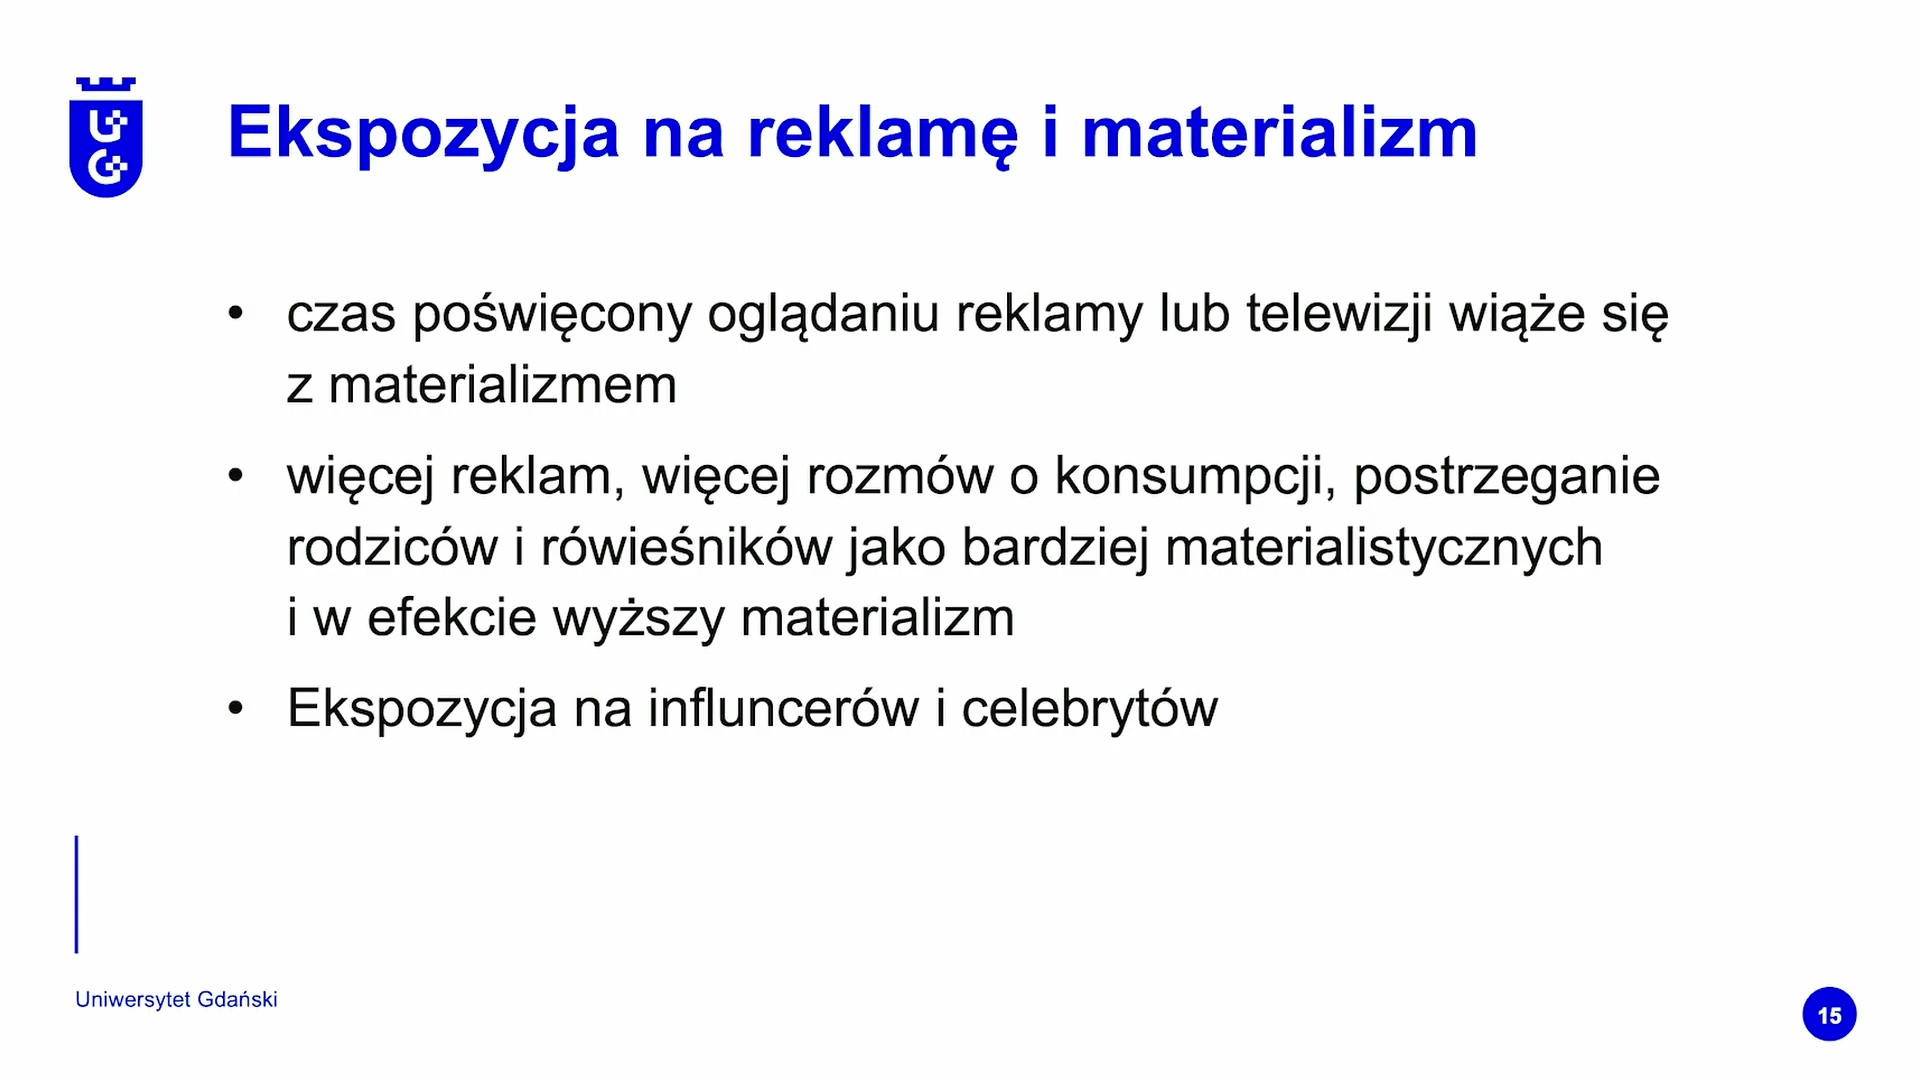 UG
Ekspozycja na reklamę i materializm
• czas poświęcony oglądaniu reklamy lub telewizji wiąże się
z materializmem
• więcej reklam, więcej rozmów o konsumpcji, postrzeganie
rodziców i rówieśników jako bardziej materialistycznych
i w efekcie wyższy materializm
• Ekspozycja na influncerów i celebrytów
Uniwersytet Gdański
15